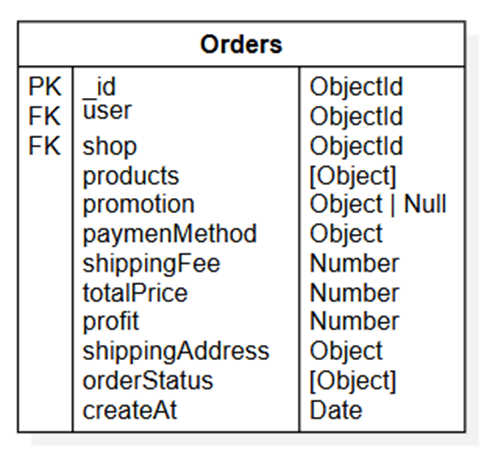 Orders
PK _id ObjectId
FK user ObjectId
FK shop ObjectId
products [Object]
promotion Object | Null
paymenMethod Object
shippingFee Number
totalPrice Number
profit Number
shippingAddress Object
orderStatus [Object]
createAt Date